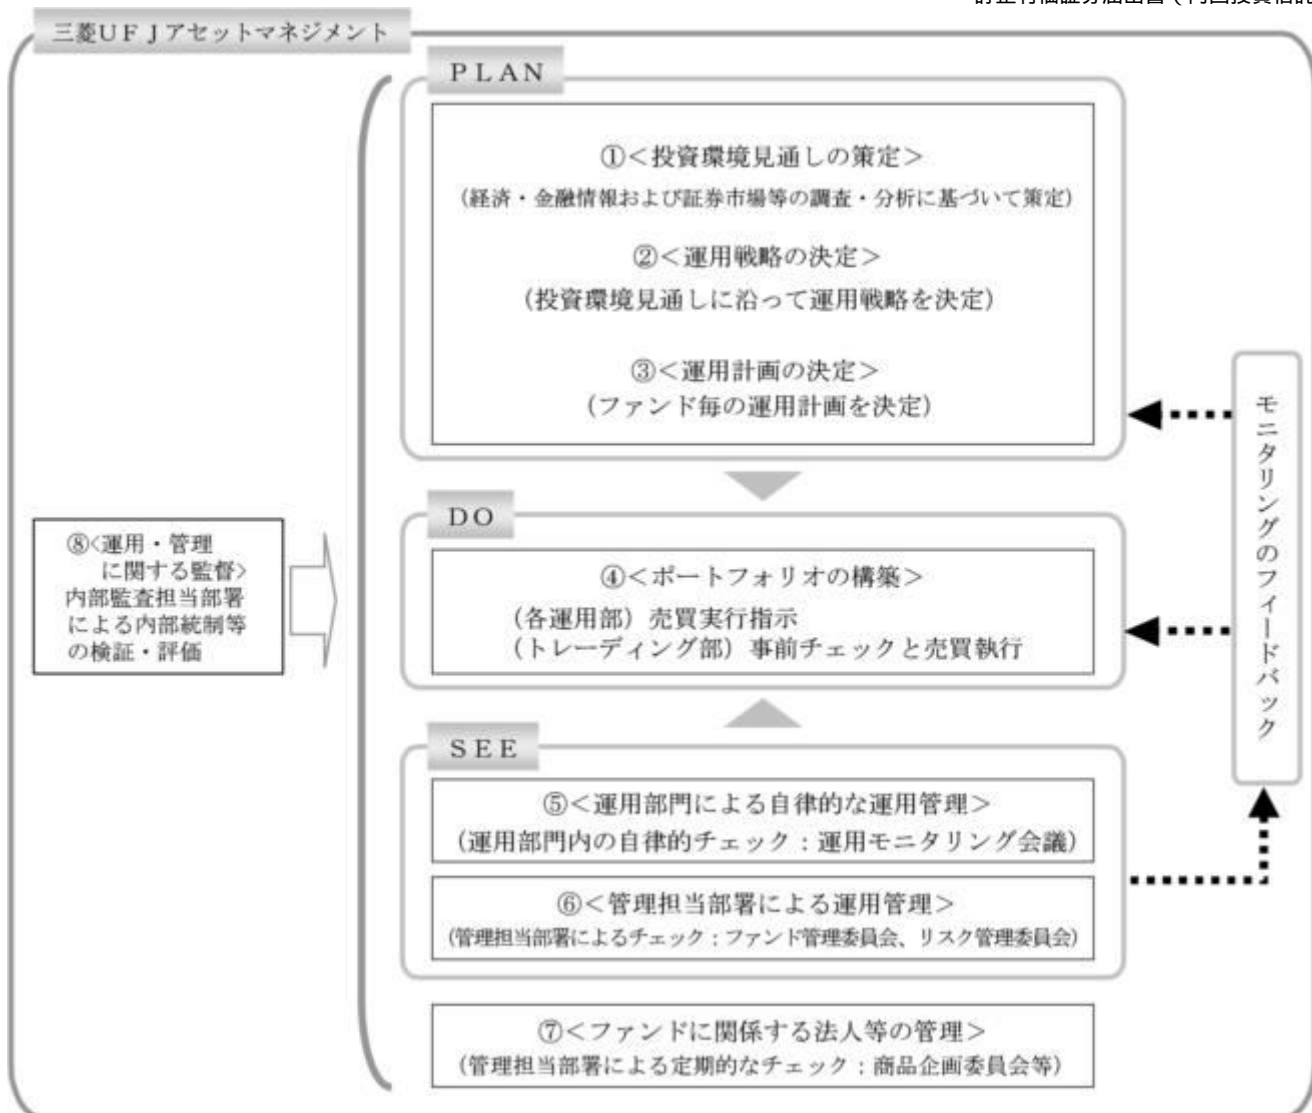 三菱UFJアセットマネジメント
PLAN
①<投資環境見通しの策定>
(経済・金融情報および証券市場等の調査・分析に基づいて策定)
②<運用戦略の決定>
(投資環境見通しに沿って運用戦略を決定)
③<運用計画の決定>
(ファンド毎の運用計画を決定)
DO
④<ポートフォリオの構築>
(各運用部)売買実行指示
(トレーディング部)事前チェックと売買執行
SEE
⑤<運用部門による自律的な運用管理>
(運用部門内の自律的チェック:運用モニタリング会議)
⑥<管理担当部署による運用管理>
(管理担当部署によるチェック:ファンド管理委員会、リスク管理委員会)
⑦<ファンドに関係する法人等の管理>
(管理担当部署による定期的なチェック:商品企画委員会等)
⑧<運用・管理
に関する監督>
内部監査担当部署
による内部統制等
の検証・評価
モニタリングのフィードバック